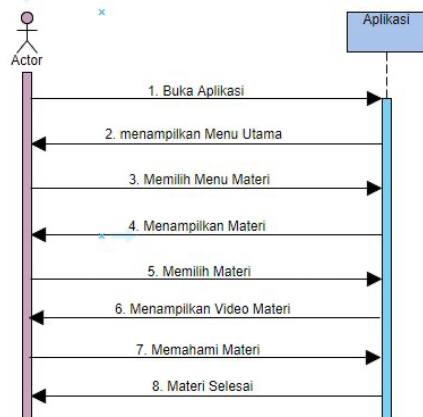 Aplikasi
Actor
1. Buka Aplikasi
2. menampilkan Menu Utama
3. Memilih Menu Materi
4. Menampilkan Materi
5. Memilih Materi
6. Menampilkan Video Materi
7. Memahami Materi
8. Materi Selesai